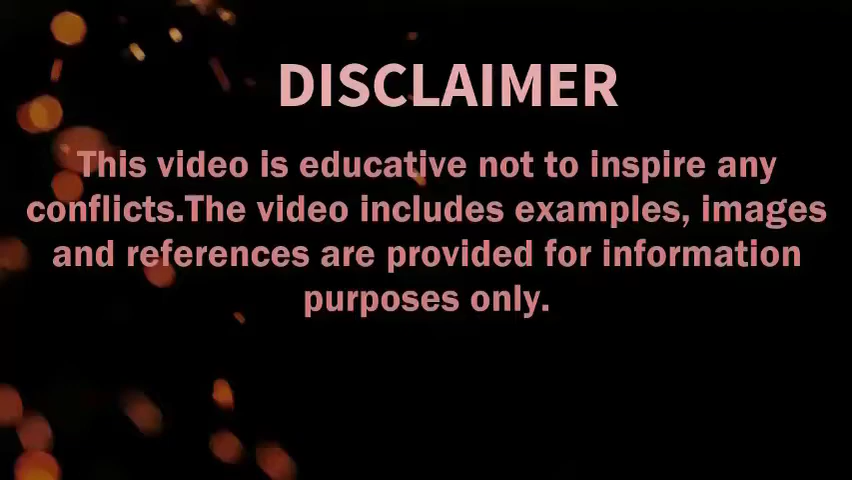 DISCLAIMER
This video is educative not to inspire any
conflicts.The video includes examples, images
and references are provided for information
purposes only.